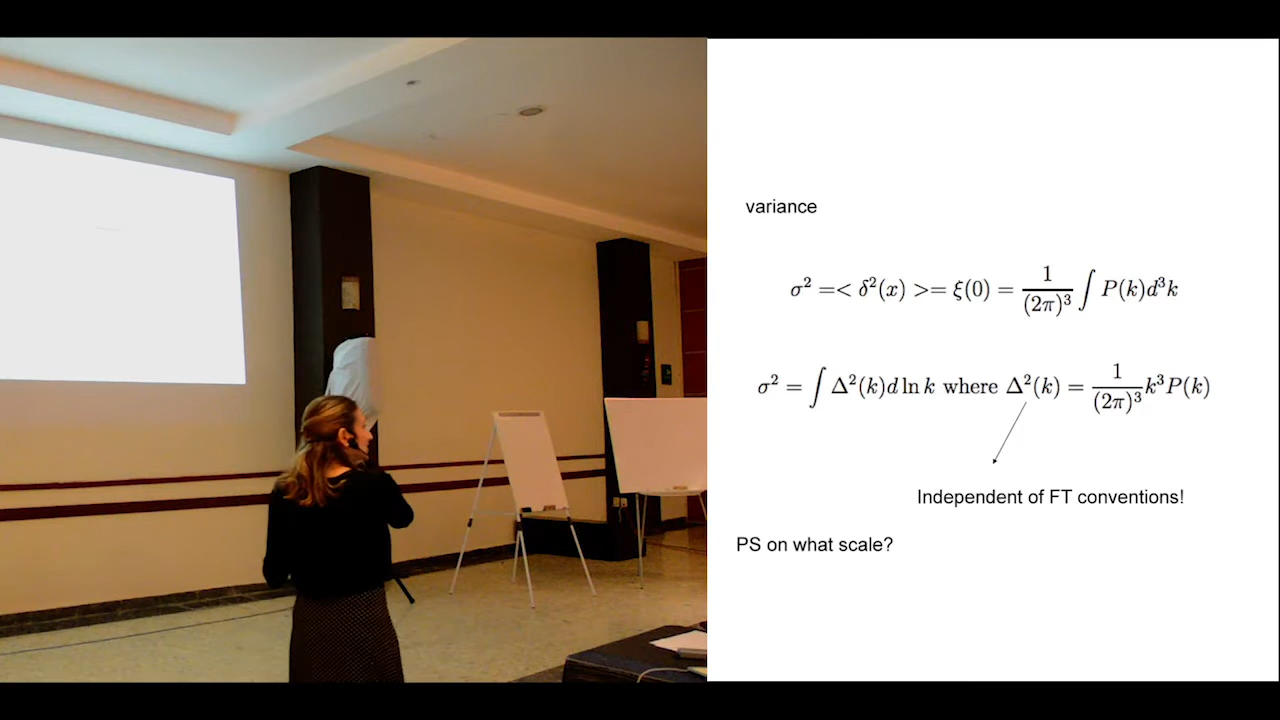 variance
σ² =< δ²(x) >= ξ(0) = 1/(2π)³ ∫ P(k)d³k
σ² = ∫ Δ²(k)d ln k where Δ²(k) = 1/(2π)³ k³P(k)
Independent of FT conventions!
PS on what scale?